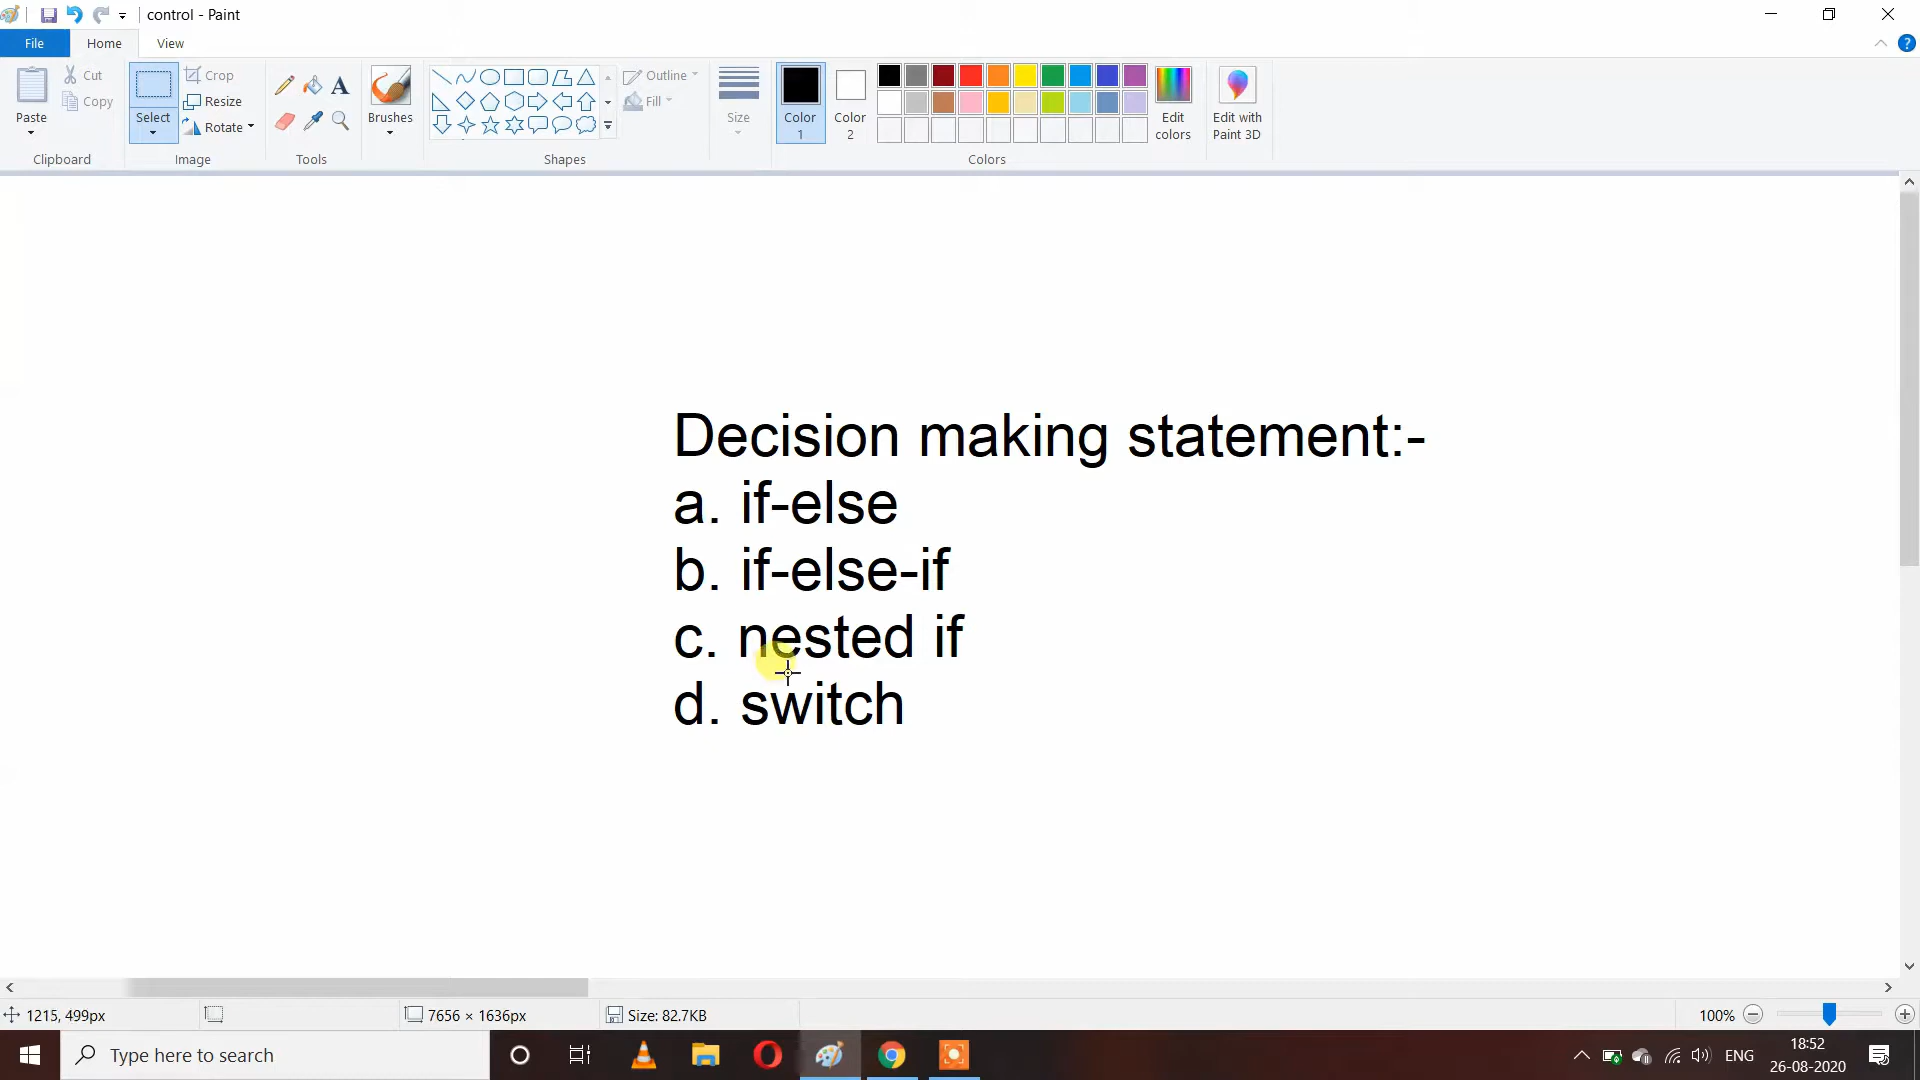 control - Paint
File Home View
Paste Cut Copy Clipboard
Select Crop Resize Rotate Image
Tools
Brushes
Outline Fill Shapes
Size
Color 1 Color 2 Edit colors Colors
Edit with Paint 3D
Decision making statement:-
a. if-else
b. if-else-if
c. nested if
d. switch
1215, 499px 7656 × 1636px Size: 82.7KB 100%
Type here to search ENG 18:52
26-08-2020